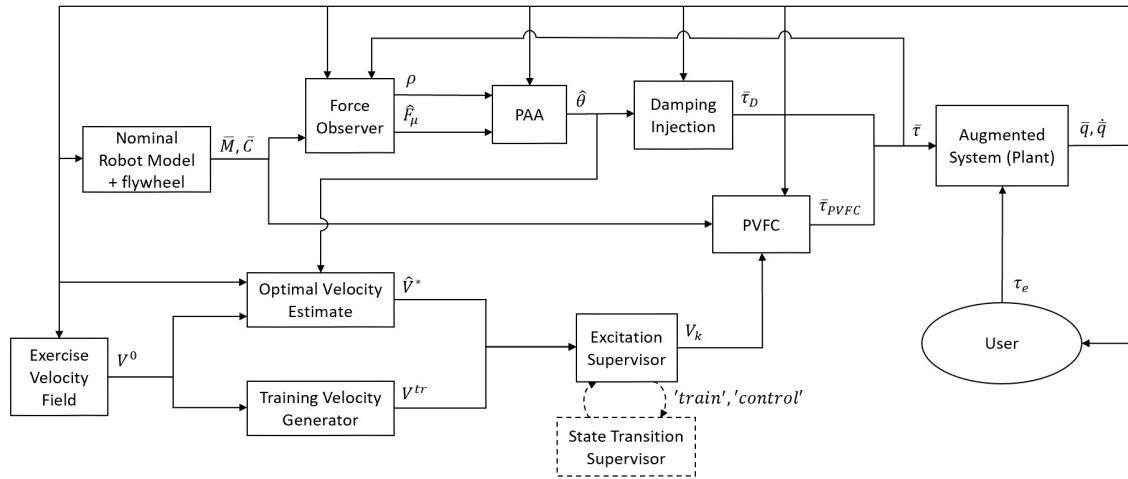 ρ
F̂_μ
θ̂
Force
Observer
PAA
Damping
Injection
τ̄_D
Nominal
Robot Model
+ flywheel
M̄, C̄
τ̄
Augmented
System (Plant)
q̄, q̄̇
PVFC
τ̄_PVFC
Optimal Velocity
Estimate
V̂*
τ_e
Exercise
Velocity
Field
V⁰
Excitation
Supervisor
V_k
User
Training Velocity
Generator
V^tr
'train','control'
State Transition
Supervisor